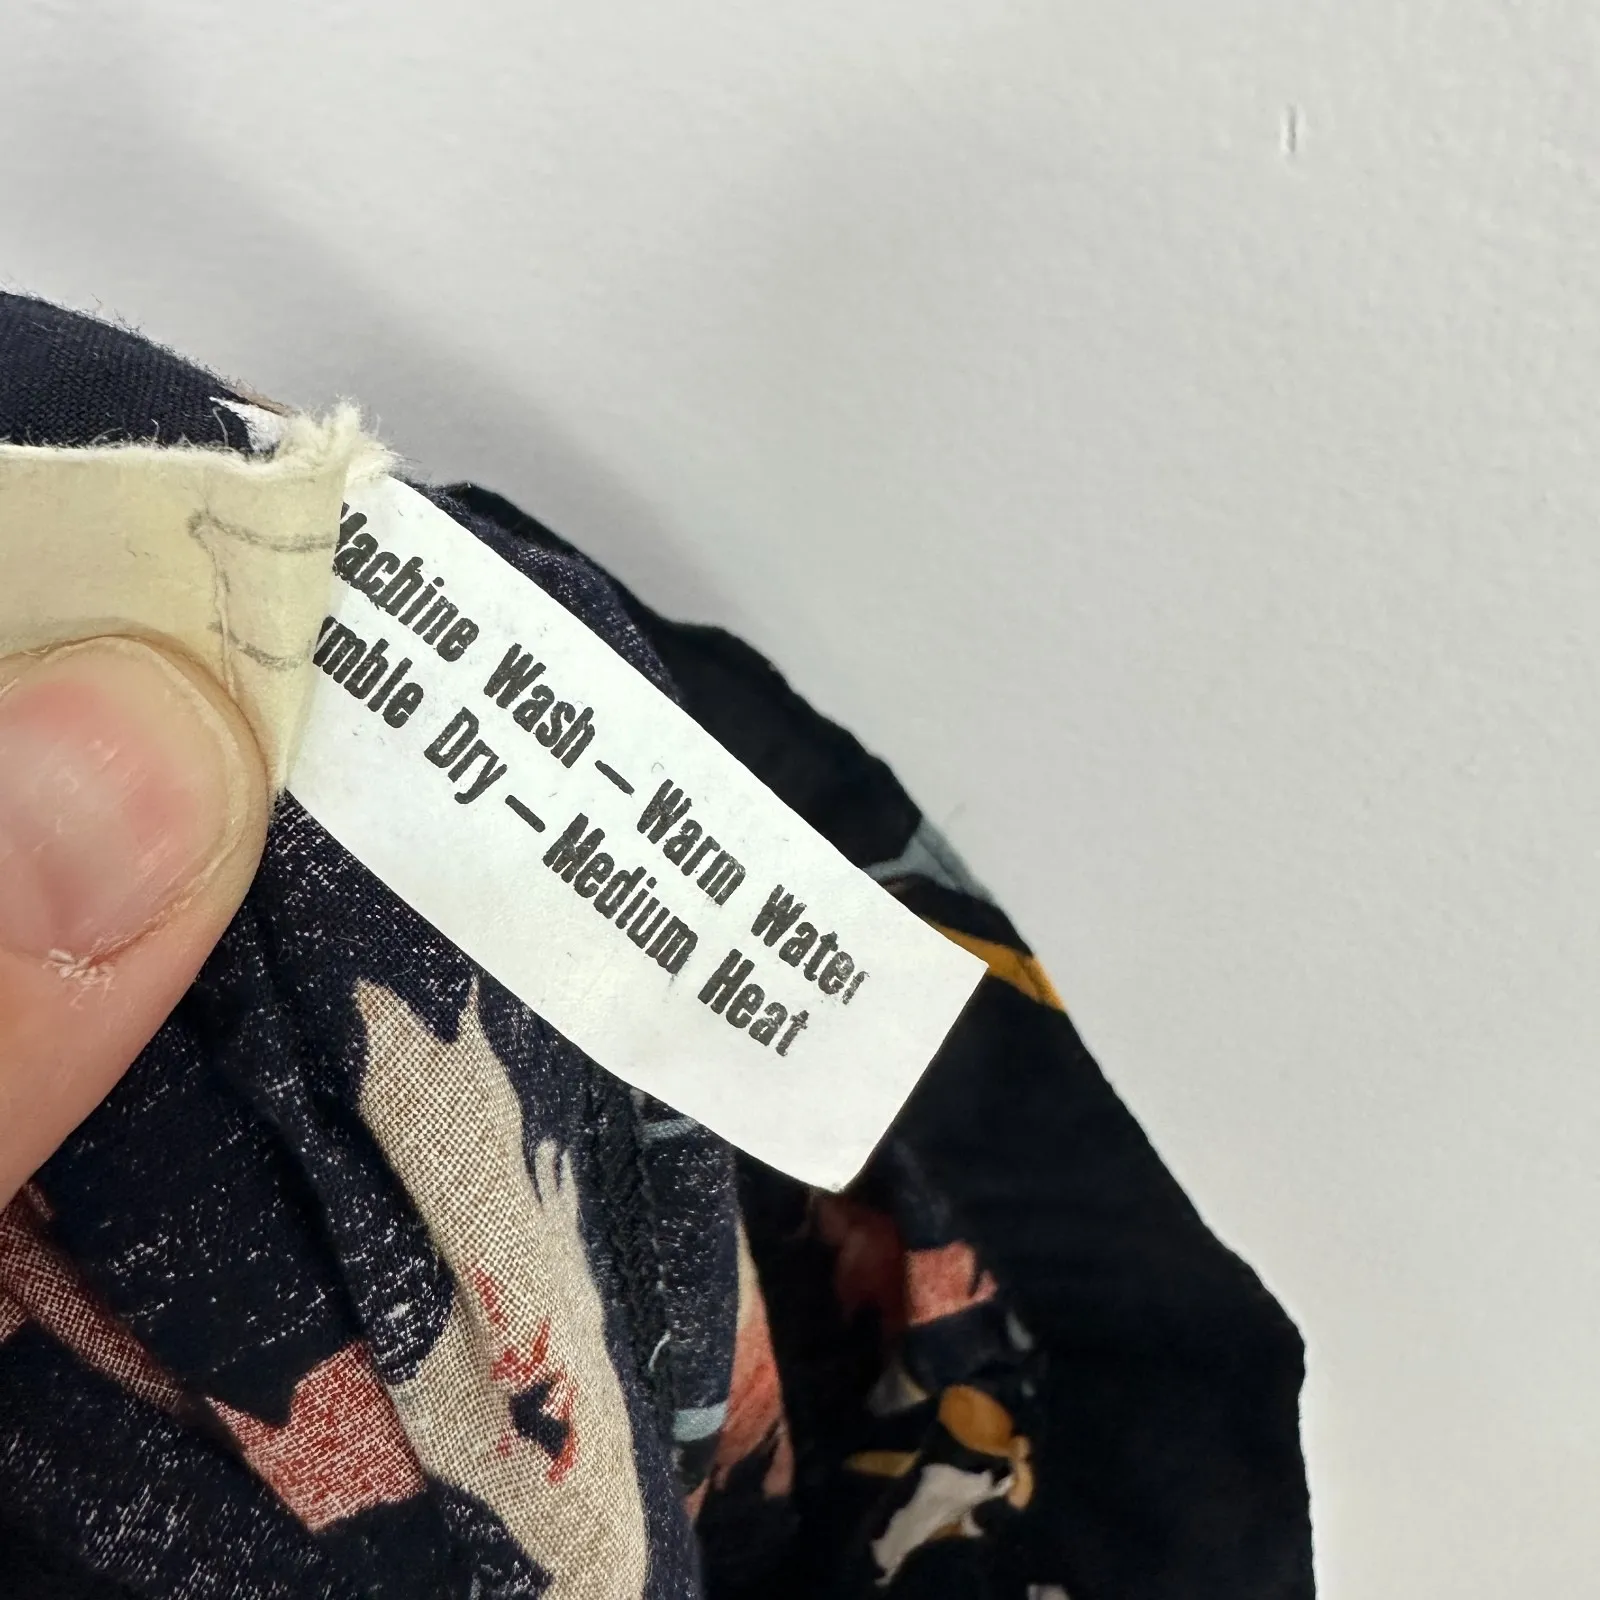 Machine Wash – Warm Water
umble Dry – Medium Heat